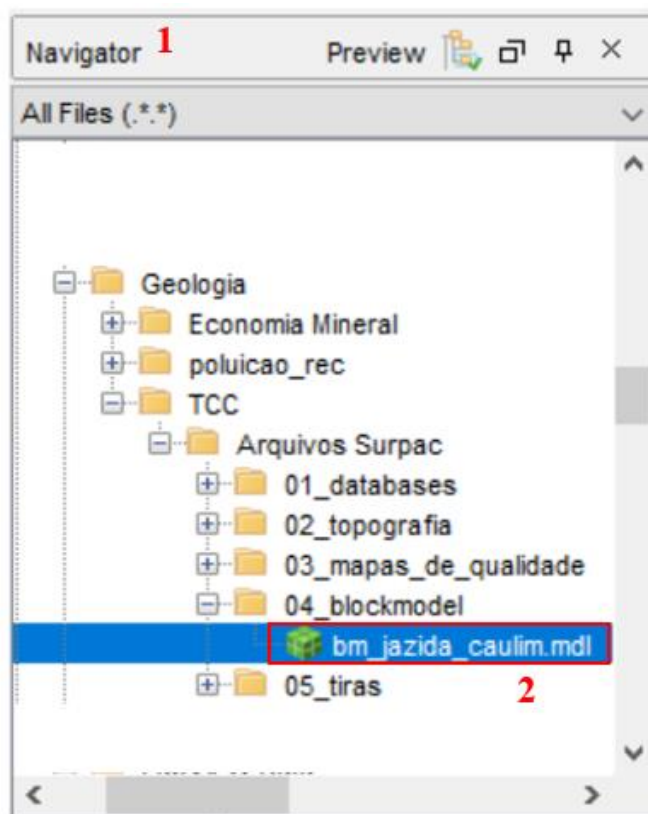 Navigator 1 Preview
All Files (.*.*)
Geologia
Economia Mineral
poluicao_rec
TCC
Arquivos Surpac
01_databases
02_topografia
03_mapas_de_qualidade
04_blockmodel
bm_jazida_caulim.mdl
05_tiras 2